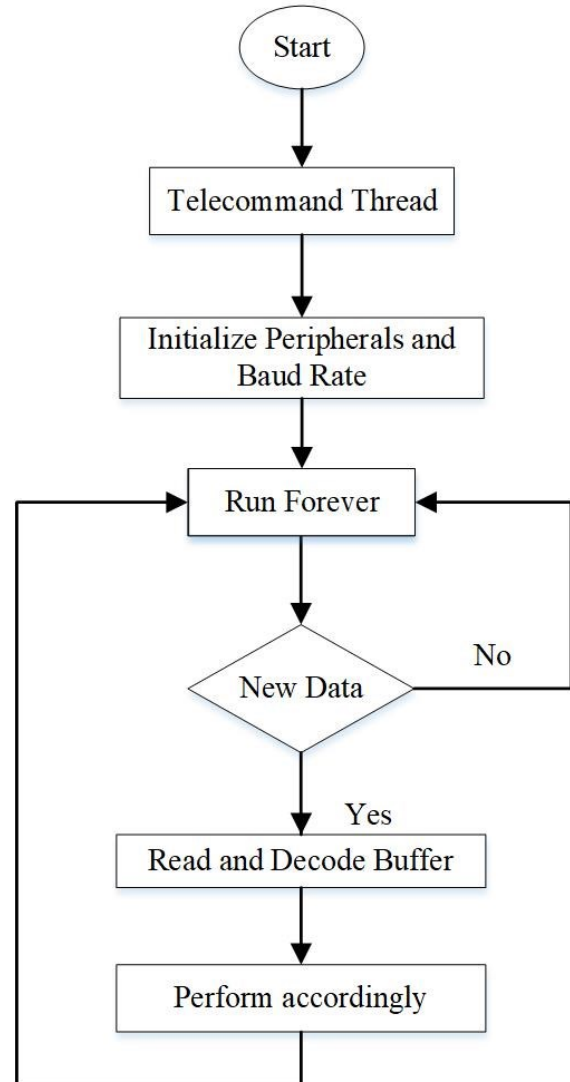 Start
Telecommand Thread
Initialize Peripherals and
Baud Rate
Run Forever
New Data
No
Yes
Read and Decode Buffer
Perform accordingly